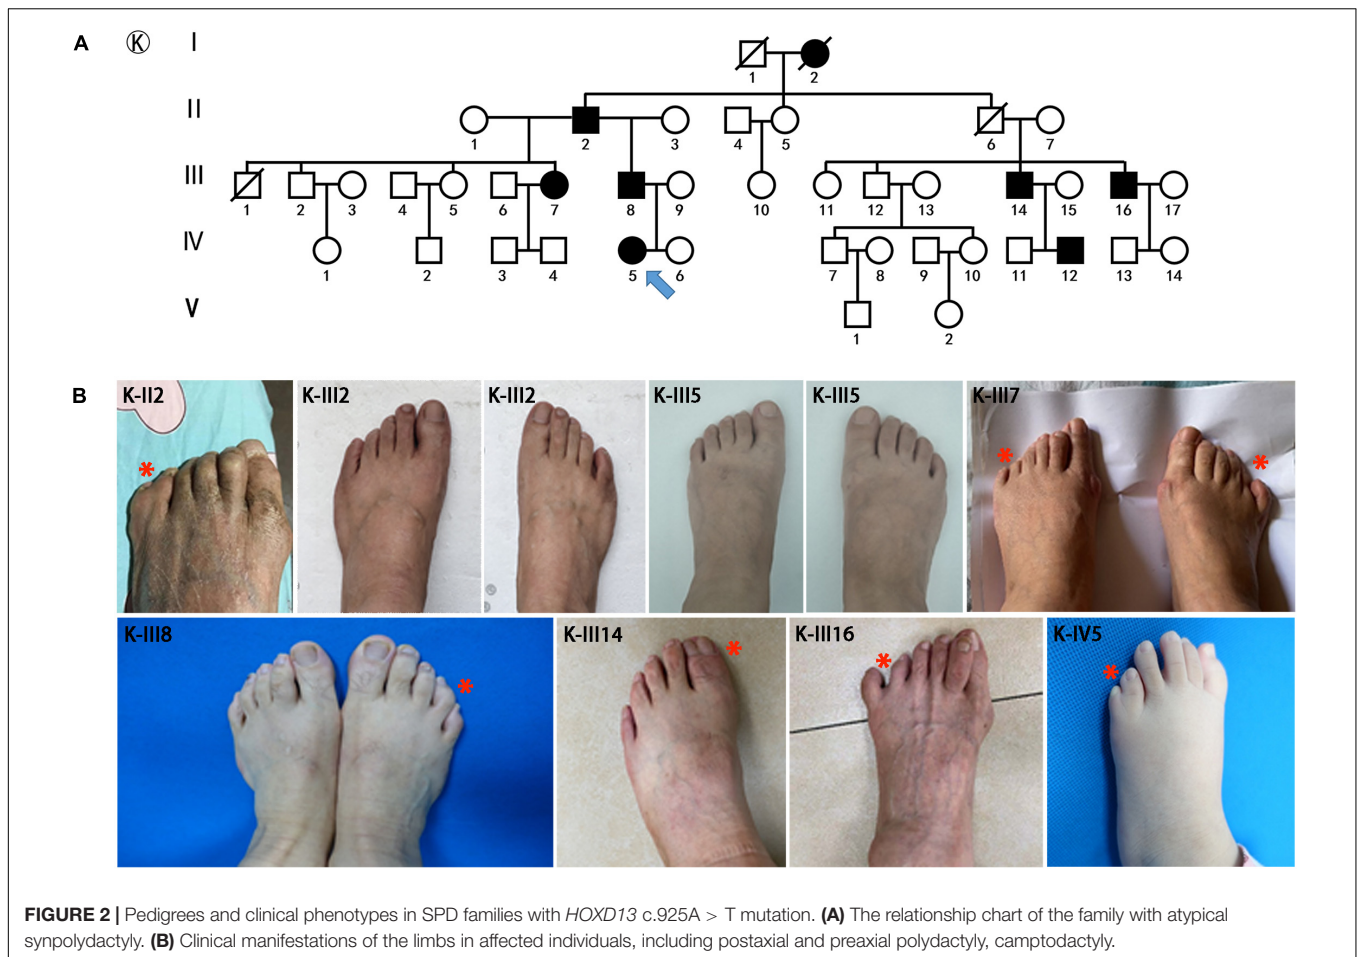 A Ⓚ I
1 2
II
1 2 3 4 5 6 7
III
1 2 3 4 5 6 7 8 9 10 11 12 13 14 15 16 17
IV
1 2 3 4 5 6 7 8 9 10 11 12 13 14
V
1 2
B K-II2 K-III2 K-III2 K-III5 K-III5 K-III7
* * *
K-III8 K-III14 K-III16 K-IV5
* * * *
FIGURE 2 | Pedigrees and clinical phenotypes in SPD families with HOXD13 c.925A > T mutation. (A) The relationship chart of the family with atypical
synpolydactyly. (B) Clinical manifestations of the limbs in affected individuals, including postaxial and preaxial polydactyly, camptodactyly.